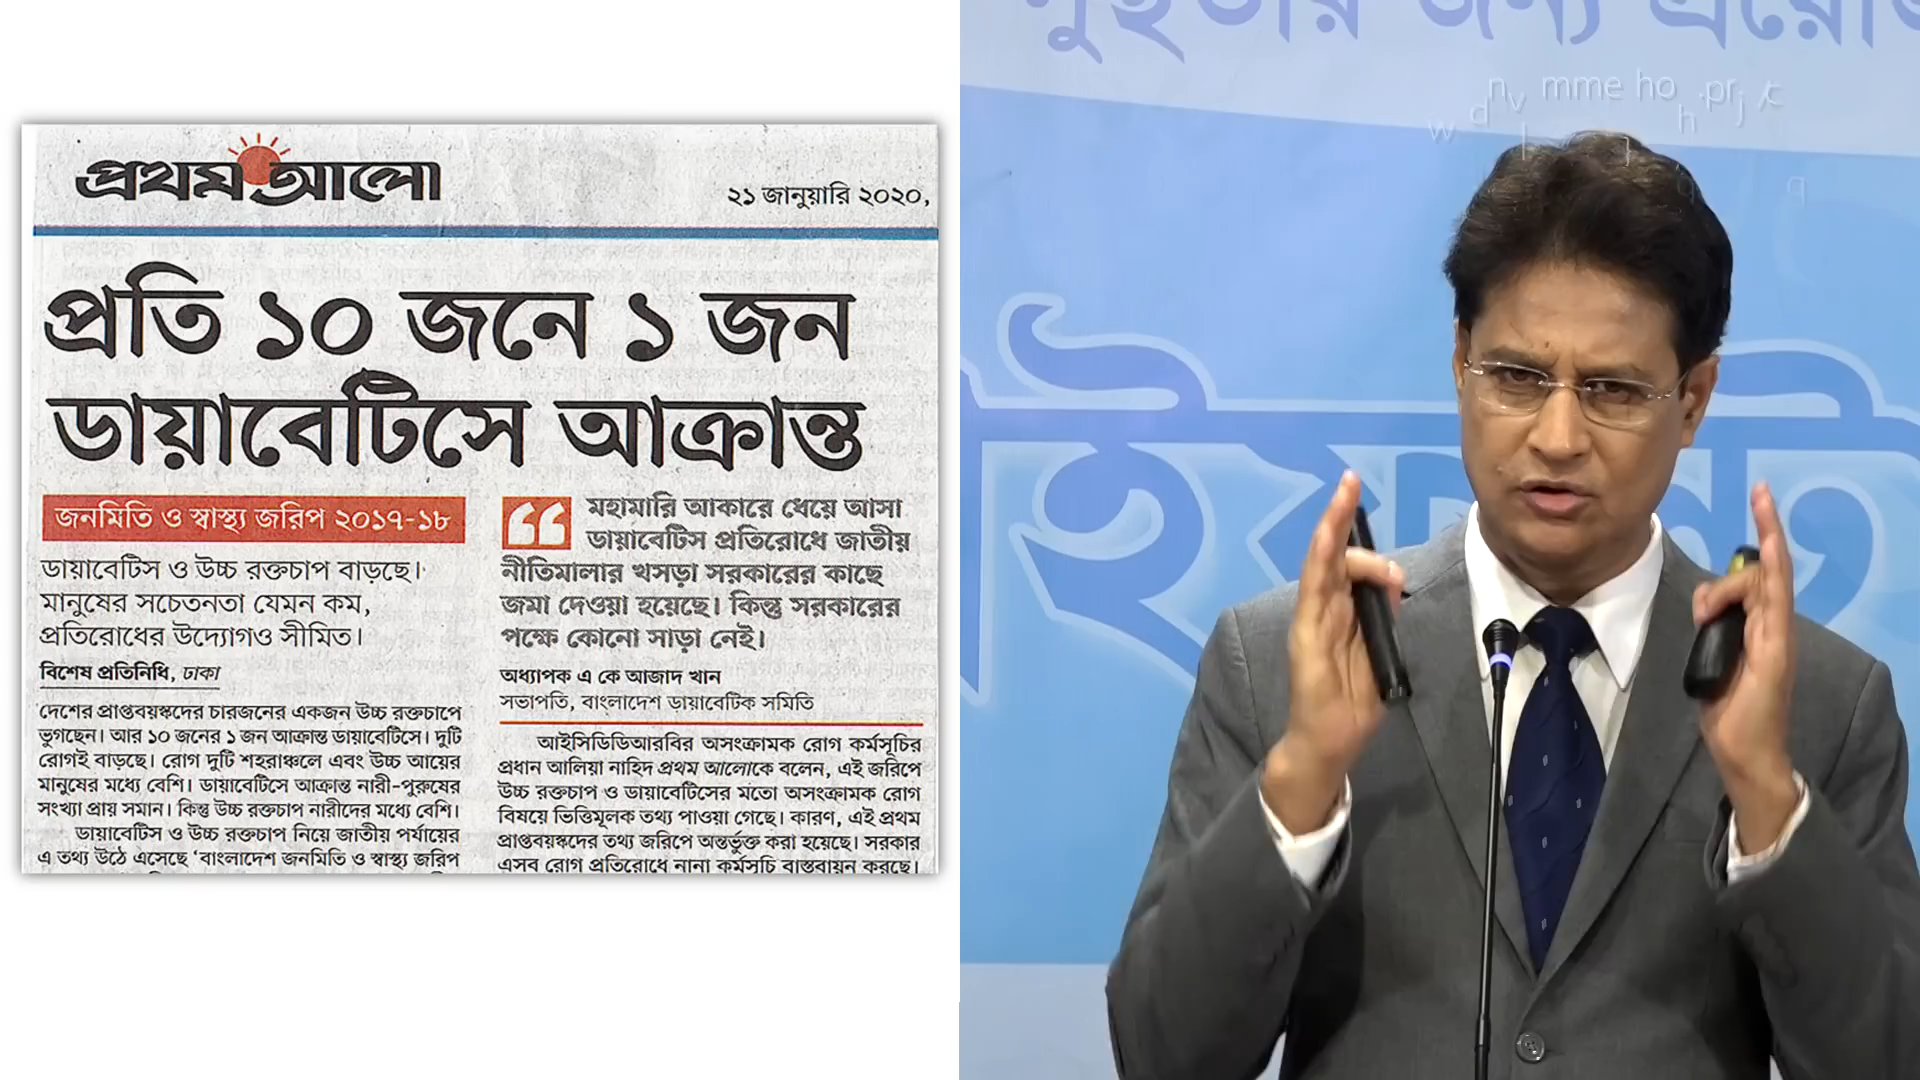 প্রথম আলো
২১ জানুয়ারি ২০২০,
প্রতি ১০ জনে ১ জন
ডায়াবেটিসে আক্রান্ত
জনমিতি ও স্বাস্থ্য জরিপ ২০১৭-১৮
ডায়াবেটিস ও উচ্চ রক্তচাপ বাড়ছে।
মানুষের সচেতনতা যেমন কম,
প্রতিরোধের উদ্যোগও সীমিত।
বিশেষ প্রতিনিধি, ঢাকা
দেশের প্রাপ্তবয়স্কদের চারজনের একজন উচ্চ রক্তচাপে
ভুগছেন। আর ১০ জনের ১ জন আক্রান্ত ডায়াবেটিসে। দুটি
রোগই বাড়ছে। রোগ দুটি শহরাঞ্চলে এবং উচ্চ আয়ের
মানুষের মধ্যে বেশি। ডায়াবেটিসে আক্রান্ত নারী-পুরুষের
সংখ্যা প্রায় সমান। কিন্তু উচ্চ রক্তচাপ নারীদের মধ্যে বেশি।
ডায়াবেটিস ও উচ্চ রক্তচাপ নিয়ে জাতীয় পর্যায়ের
এ তথ্য উঠে এসেছে ‘বাংলাদেশ জনমিতি ও স্বাস্থ্য জরিপ
“ মহামারি আকারে ধেয়ে আসা
ডায়াবেটিস প্রতিরোধে জাতীয়
নীতিমালার খসড়া সরকারের কাছে
জমা দেওয়া হয়েছে। কিন্তু সরকারের
পক্ষে কোনো সাড়া নেই।
অধ্যাপক এ কে আজাদ খান
সভাপতি, বাংলাদেশ ডায়াবেটিক সমিতি
আইসিডিডিআরবির অসংক্রামক রোগ কর্মসূচির
প্রধান আলিয়া নাহিদ প্রথম আলোকে বলেন, এই জরিপে
উচ্চ রক্তচাপ ও ডায়াবেটিসের মতো অসংক্রামক রোগ
বিষয়ে ভিত্তিমূলক তথ্য পাওয়া গেছে। কারণ, এই প্রথম
প্রাপ্তবয়স্কদের তথ্য জরিপে অন্তর্ভুক্ত করা হয়েছে। সরকার
এসব রোগ প্রতিরোধে নানা কর্মসূচি বাস্তবায়ন করছে।
জন্য